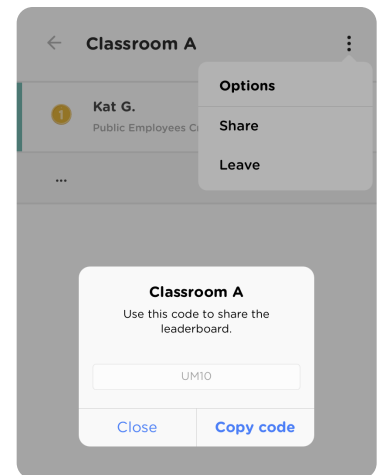 Classroom A
Options
Kat G.
Public Employees
Share
...
Leave
Classroom A
Use this code to share the
leaderboard.
UM10
Close
Copy code